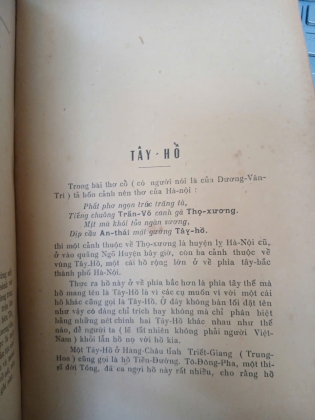 TÂY-HỒ
Trong bài thơ cổ ( có người nói là của Dương-Văn-
Trí ) tả bốn cảnh nên thơ của Hà-nội :
Phất phơ ngọn trúc trăng tà,
Tiếng chuông Trấn-Võ canh gà Thọ-xương.
Mịt mù khói tỏa ngàn sương,
Dịp cầu An-thái mặt gương Tây-hồ.
thì một cảnh thuộc về Thọ-xương là huyện lỵ Hà-Nội cũ,
ở vào quãng Ngõ Huyện bây giờ, còn ba cảnh thuộc về
vùng Tây-Hồ, một cái hồ rộng lớn ở về phía tây-bắc
thành phố Hà-Nội.
Thực ra hồ này ở về phía bắc hơn là phía tây thế mà
hồ mang tên là Tây-Hồ là vì các cụ muốn ví với một cái
hồ khác cũng gọi là Tây-Hồ. Ở đây không bàn lối đặt tên
như vậy có đáng chỉ trích hay không mà chỉ phân biệt
bằng những nét chính hai Tây-Hồ khác nhau như thế
nào, để người ta ( lẽ tất nhiên không phải người Việt-
Nam ) khỏi lẫn hồ nọ với hồ kia.
Một Tây-Hồ ở Hàng-Châu tỉnh Triết-Giang ( Trung-
Hoa ) cũng gọi là hồ Tiền-Đường. Tô-Đông-Pha, một thi-
sĩ đời Tống, đã ca ngợi hồ này rất nhiều, cho rằng hồ